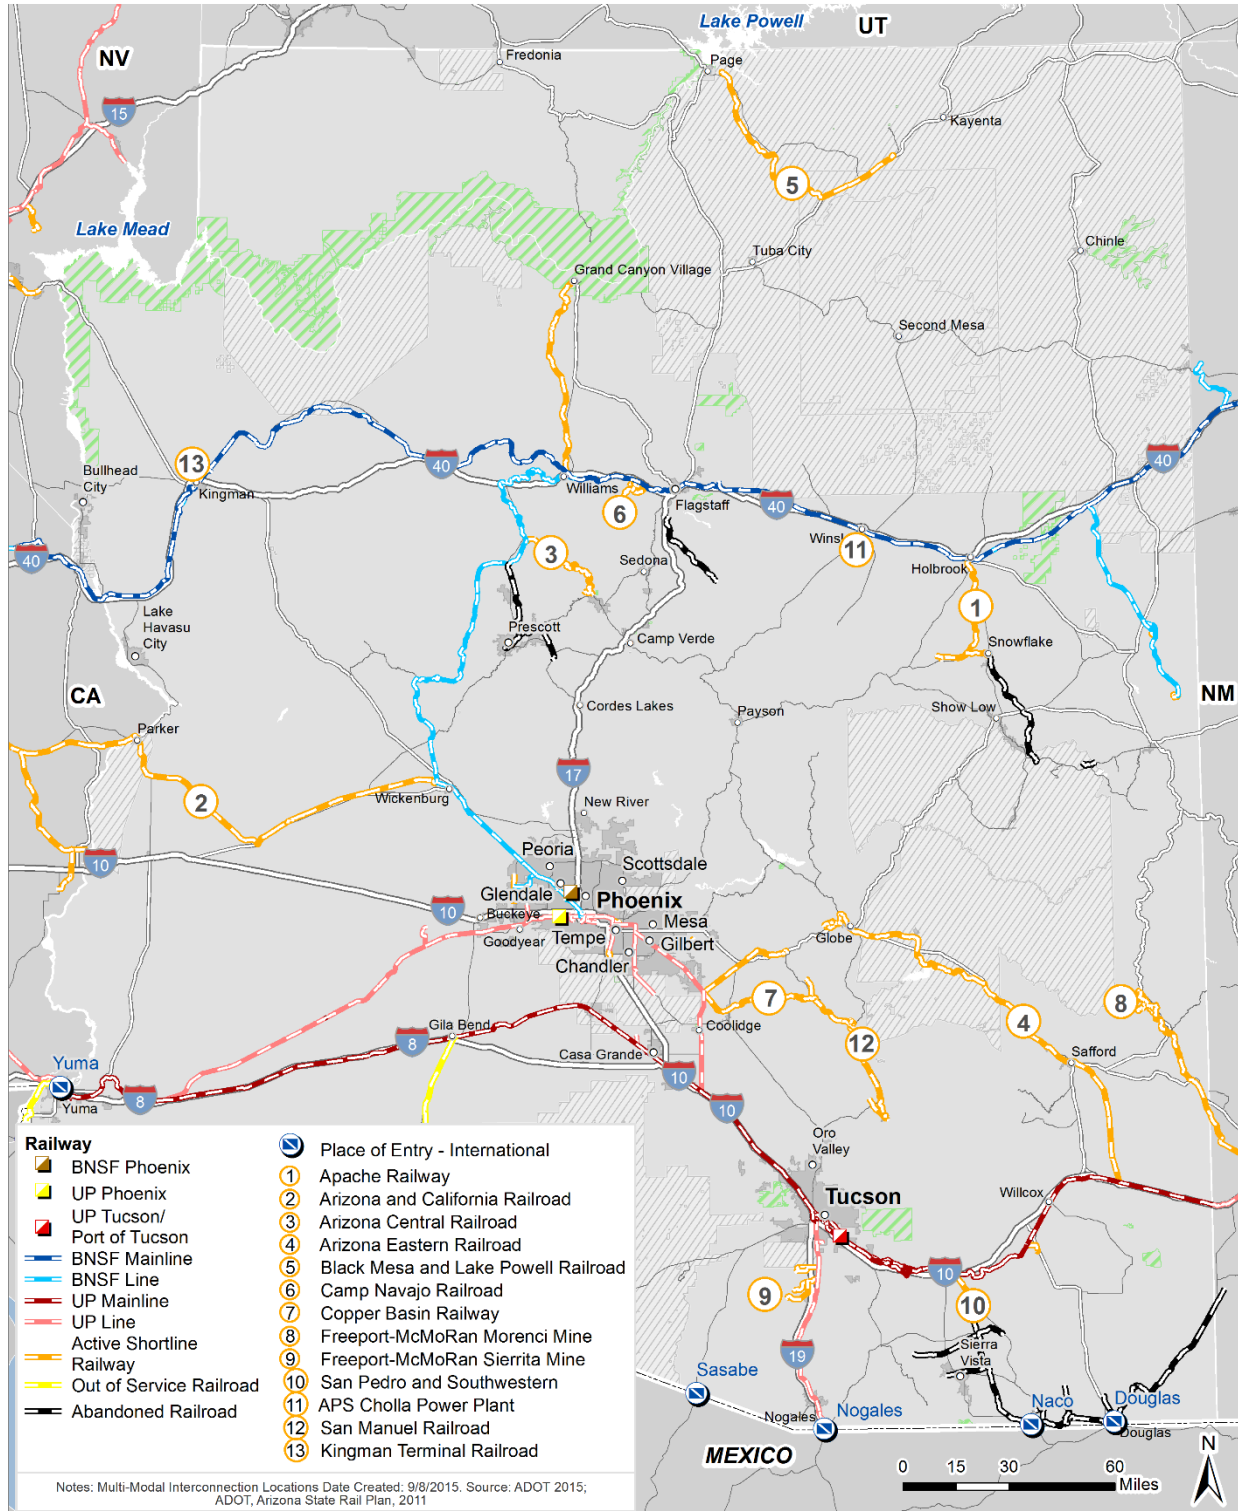 Lake Powell
UT
NV
Fredonia
Page
15
Kayenta
5
Lake Mead
Tuba City
Chinle
Grand Canyon Village
Second Mesa
13
40
40
Bullhead
City
Kingman
Williams
6
Flagstaff
40
Winsl
11
40
3
Sedona
Holbrook
Lake
Havasu
City
Prescott
Camp Verde
1
Snowflake
CA
NM
Cordes Lakes
Payson
Show Low
Parker
17
2
Wickenburg
New River
10
Peoria
Scottsdale
Glendale
Phoenix
10
Buckeye
Mesa
Goodyear
Tempe
Gilbert
Globe
Chandler
7
8
Gila Bend
Coolidge
4
8
12
Casa Grande
Safford
Yuma
10
8
Yuma
10
Oro
Valley
Willcox
Tucson
10
9
10
Sierra
Vista
19
Sasabe
Nogales
Nogales
Naco
Douglas
Douglas
MEXICO
N
0 15 30 60
Miles
Railway
BNSF Phoenix
UP Phoenix
UP Tucson/
Port of Tucson
BNSF Mainline
BNSF Line
UP Mainline
UP Line
Active Shortline
Railway
Out of Service Railroad
Abandoned Railroad
Place of Entry - International
1 Apache Railway
2 Arizona and California Railroad
3 Arizona Central Railroad
4 Arizona Eastern Railroad
5 Black Mesa and Lake Powell Railroad
6 Camp Navajo Railroad
7 Copper Basin Railway
8 Freeport-McMoRan Morenci Mine
9 Freeport-McMoRan Sierrita Mine
10 San Pedro and Southwestern
11 APS Cholla Power Plant
12 San Manuel Railroad
13 Kingman Terminal Railroad
Notes: Multi-Modal Interconnection Locations Date Created: 9/8/2015. Source: ADOT 2015;
ADOT, Arizona State Rail Plan, 2011